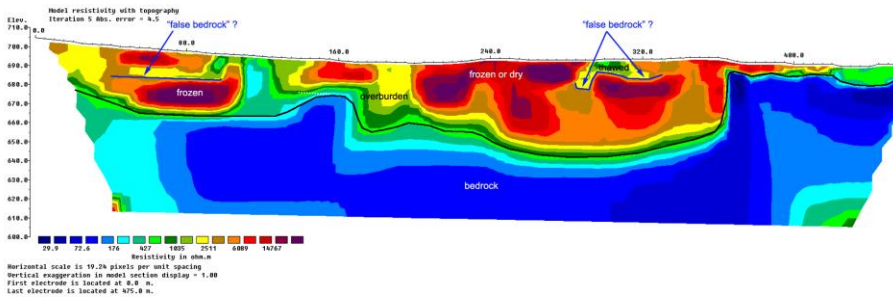 Model resistivity with topography
Iteration 5 Abs. error = 4.5
Elev.
"false bedrock" ?
"false bedrock" ?
710.0
700.0
690.0
680.0
670.0
660.0
650.0
640.0
630.0
620.0
610.0
600.0
0.0
80.0
160.0
240.0
320.0
400.0
frozen
overburden
frozen or dry
thawed
bedrock
29.9 72.6 176 427 1035 2511 6089 14767
Resistivity in ohm.m
Horizontal scale is 19.24 pixels per unit spacing
Vertical exaggeration in model section display = 1.00
First electrode is located at 0.0 m.
Last electrode is located at 475.0 m.